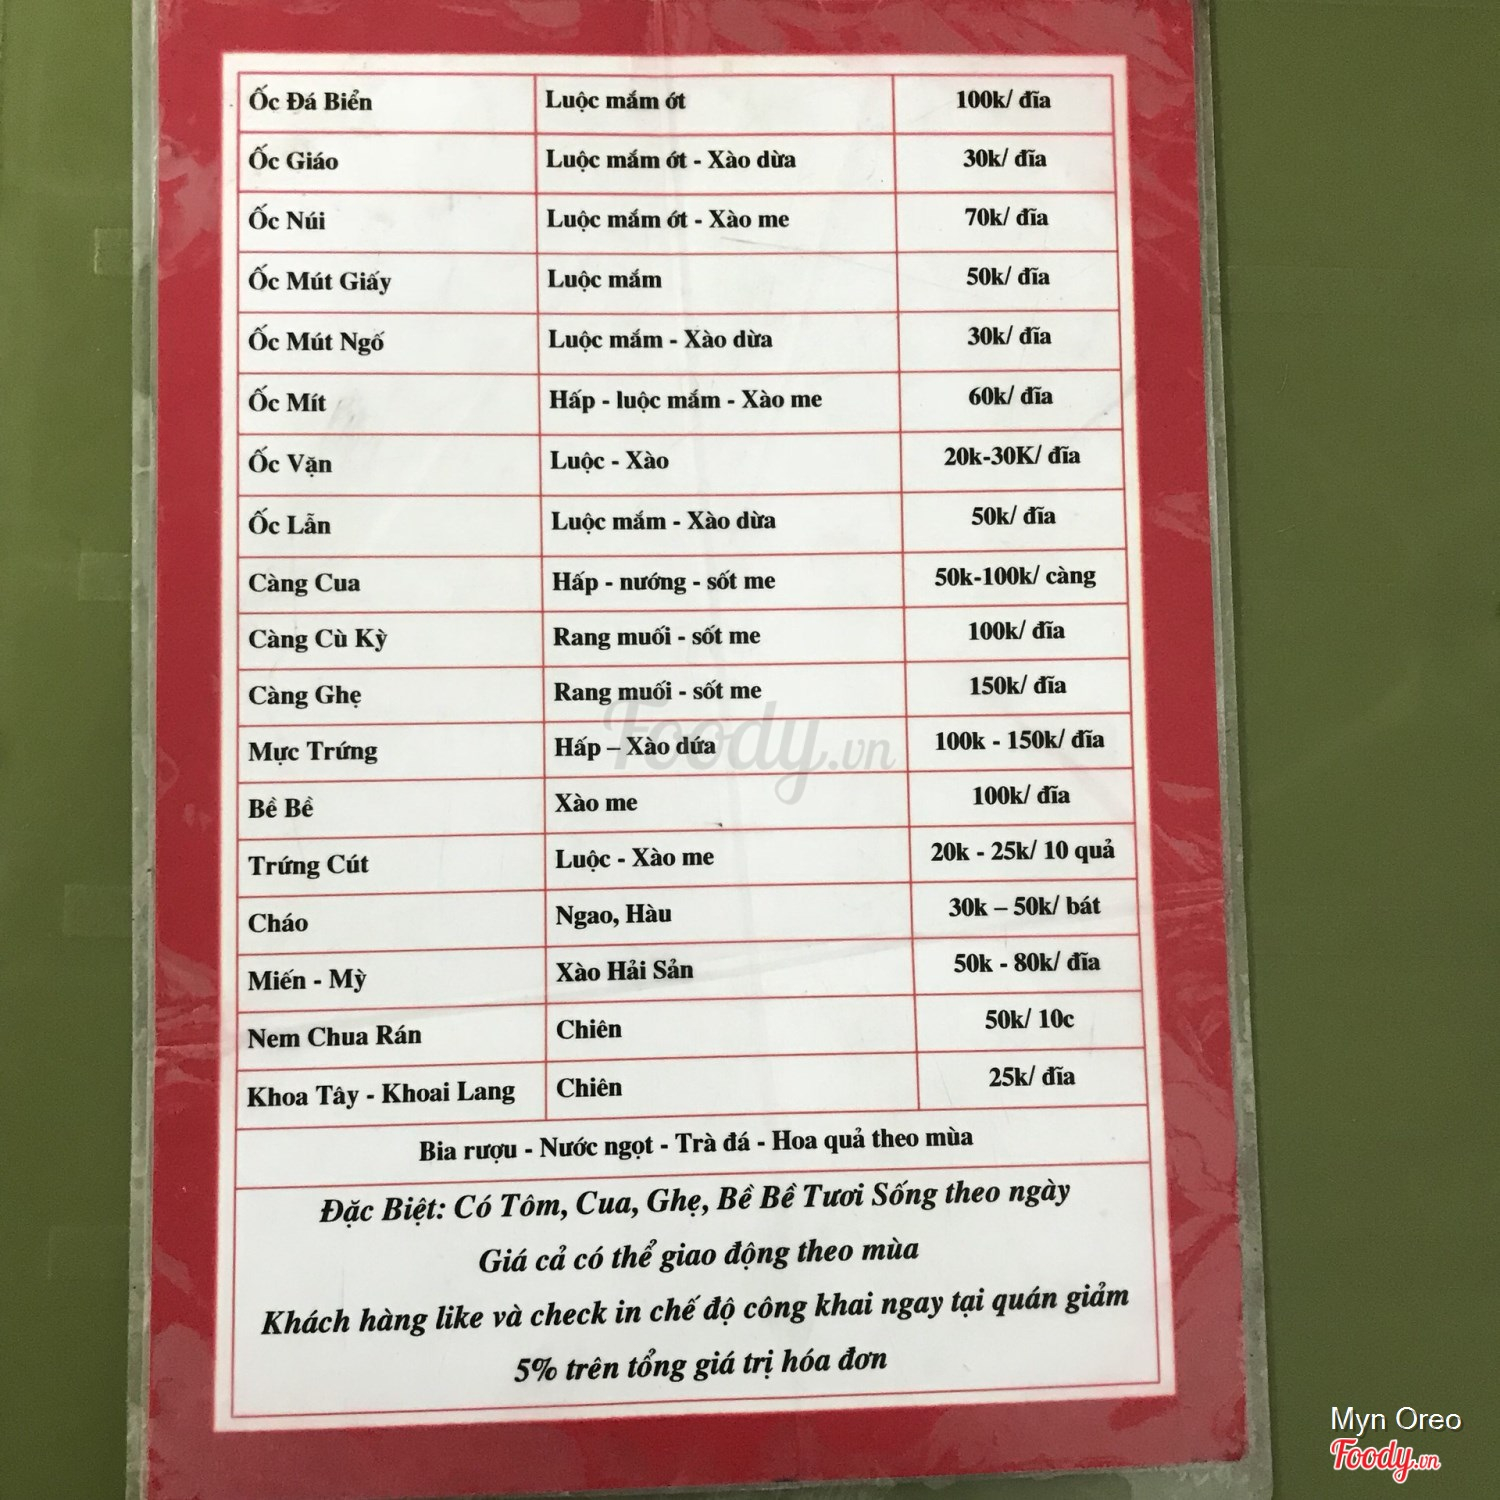 Ốc Đá Biển Luộc mắm ớt 100k/ đĩa
Ốc Giáo Luộc mắm ớt - Xào dừa 30k/ đĩa
Ốc Núi Luộc mắm ớt - Xào me 70k/ đĩa
Ốc Mút Giấy Luộc mắm 50k/ đĩa
Ốc Mút Ngố Luộc mắm - Xào dừa 30k/ đĩa
Ốc Mít Hấp - luộc mắm - Xào me 60k/ đĩa
Ốc Vặn Luộc - Xào 20k-30K/ đĩa
Ốc Lẫn Luộc mắm - Xào dừa 50k/ đĩa
Càng Cua Hấp - nướng - sốt me 50k-100k/ càng
Càng Cù Kỳ Rang muối - sốt me 100k/ đĩa
Càng Ghẹ Rang muối - sốt me 150k/ đĩa
Mực Trứng Hấp – Xào dứa 100k - 150k/ đĩa
Bề Bề Xào me 100k/ đĩa
Trứng Cút Luộc - Xào me 20k - 25k/ 10 quả
Cháo Ngao, Hàu 30k – 50k/ bát
Miến - Mỳ Xào Hải Sản 50k - 80k/ đĩa
Nem Chua Rán Chiên 50k/ 10c
Khoa Tây - Khoai Lang Chiên 25k/ đĩa
Bia rượu - Nước ngọt - Trà đá - Hoa quả theo mùa
Đặc Biệt: Có Tôm, Cua, Ghẹ, Bề Bề Tươi Sống theo ngày
Giá cả có thể giao động theo mùa
Khách hàng like và check in chế độ công khai ngay tại quán giảm
5% trên tổng giá trị hóa đơn
Foody.vn
Myn Oreo
Foody.vn